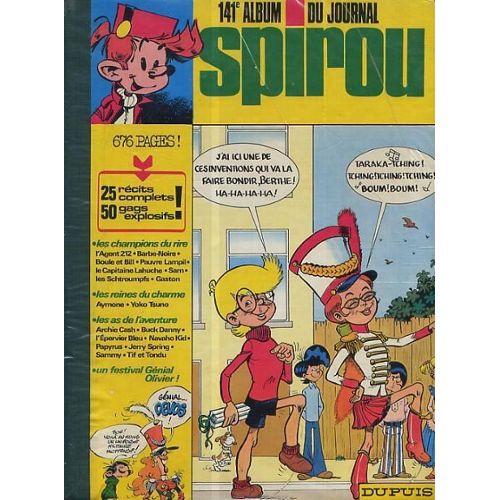 141e ALBUM DU JOURNAL
spirou
676 PAGES!
25 récits complets
50 gags explosifs!
•les champions du rire
l'Agent 212 • Barbe-Noire •
Boule et Bill • Pauvre Lampil •
le Capitaine Lahuche • Sam •
les Schtroumpfs • Gaston
•les reines du charme
Aymone • Yoko Tsuno
•les as de l'aventure
Archie Cash • Buck Danny •
l'Épervier Bleu • Navaho Kid •
Papyrus • Jerry Spring •
Sammy • Tif et Tondu
•un festival Génial
Olivier!
J'AI ICI UNE DE
CES INVENTIONS QUI VA LA
FAIRE BONDIR, BERTHE!
HA-HA-HA-HA!
TARAKA-TCHING!
TCHING! TCHING! TCHING!
BOUM! BOUM!
GÉNIAL...
DUPUIS